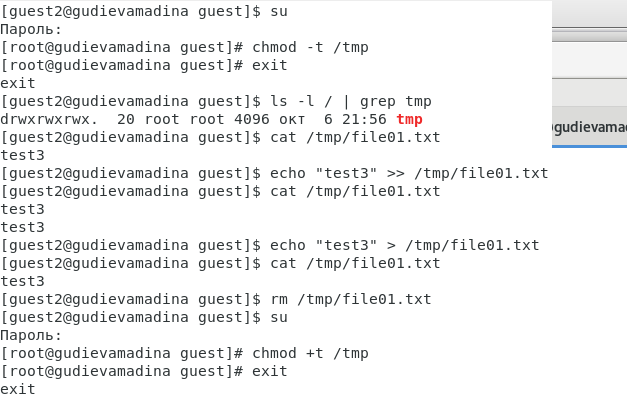 [guest2@gudievamadina guest]$ su
Пароль:
[root@gudievamadina guest]# chmod -t /tmp
[root@gudievamadina guest]# exit
exit
[guest2@gudievamadina guest]$ ls -l / | grep tmp
drwxrwxrwx.  20 root root 4096 окт  6 21:56 tmp
[guest2@gudievamadina guest]$ cat /tmp/file01.txt
test3
[guest2@gudievamadina guest]$ echo "test3" >> /tmp/file01.txt
[guest2@gudievamadina guest]$ cat /tmp/file01.txt
test3
test3
[guest2@gudievamadina guest]$ echo "test3" > /tmp/file01.txt
[guest2@gudievamadina guest]$ cat /tmp/file01.txt
test3
[guest2@gudievamadina guest]$ rm /tmp/file01.txt
[guest2@gudievamadina guest]$ su
Пароль:
[root@gudievamadina guest]# chmod +t /tmp
[root@gudievamadina guest]# exit
exit